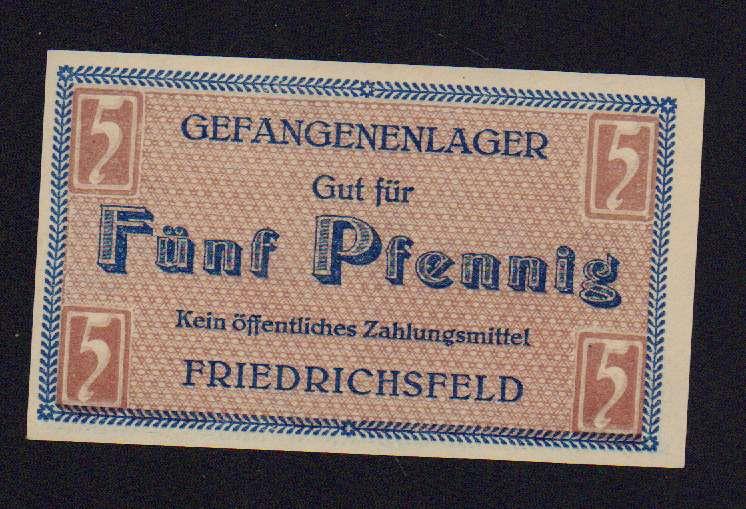 5 5
GEFANGENENLAGER
Gut für
Fünf Pfennig
Kein öffentliches Zahlungsmittel
FRIEDRICHSFELD
5 5